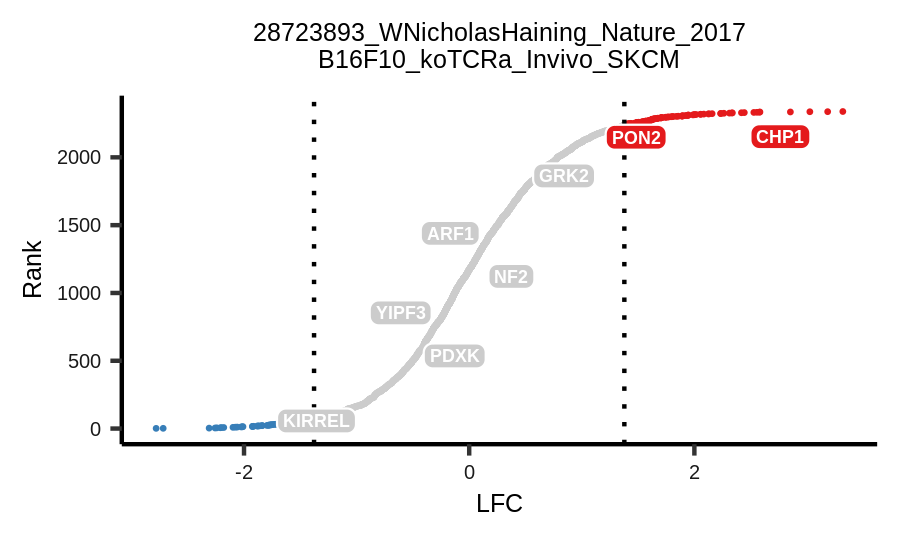 28723893_WNicholasHaining_Nature_2017
B16F10_koTCRa_Invivo_SKCM
Rank
2000
1500
1000
500
0
PON2
CHP1
GRK2
ARF1
NF2
YIPF3
PDXK
KIRREL
-2
0
2
LFC